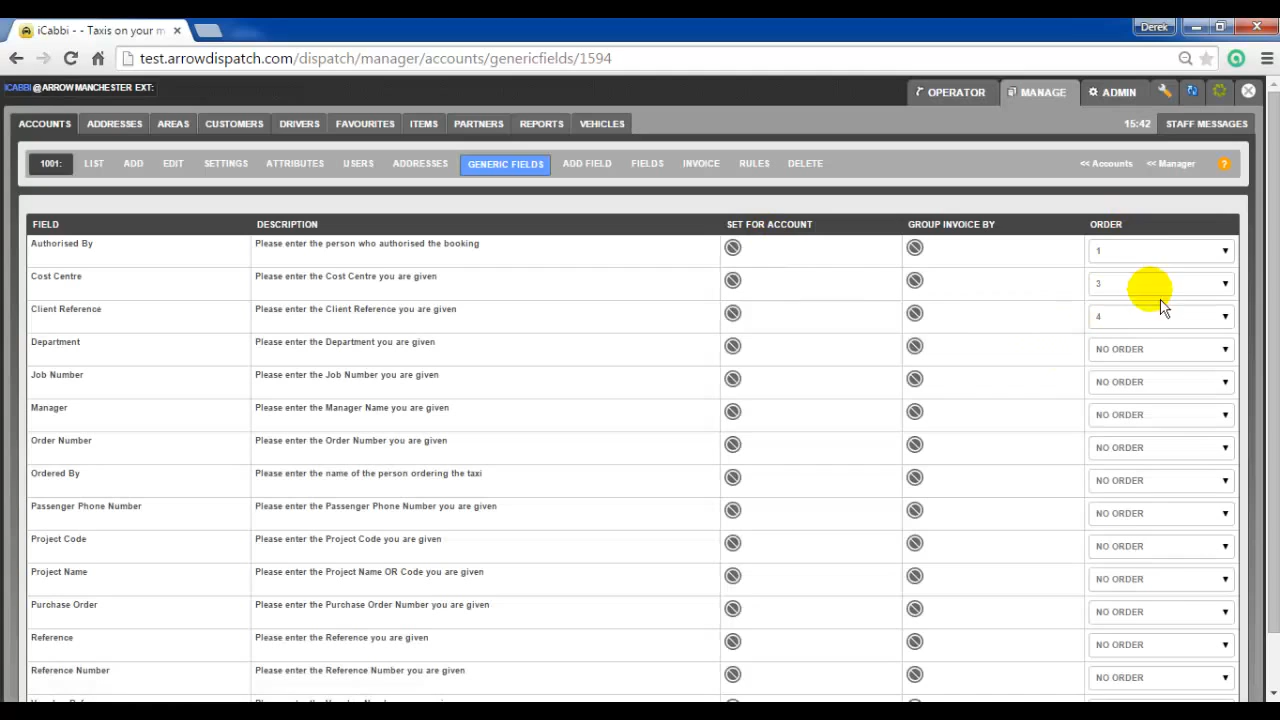 iCabbi - - Taxis on your m
Derek
test.arrowdispatch.com/dispatch/manager/accounts/genericfields/1594
ICABBI @ARROW MANCHESTER EXT:
OPERATOR MANAGE ADMIN
ACCOUNTS ADDRESSES AREAS CUSTOMERS DRIVERS FAVOURITES ITEMS PARTNERS REPORTS VEHICLES 15:42 STAFF MESSAGES
1001: LIST ADD EDIT SETTINGS ATTRIBUTES USERS ADDRESSES GENERIC FIELDS ADD FIELD FIELDS INVOICE RULES DELETE << Accounts << Manager ?
FIELD DESCRIPTION SET FOR ACCOUNT GROUP INVOICE BY ORDER
Authorised By Please enter the person who authorised the booking 1
Cost Centre Please enter the Cost Centre you are given 3
Client Reference Please enter the Client Reference you are given 4
Department Please enter the Department you are given NO ORDER
Job Number Please enter the Job Number you are given NO ORDER
Manager Please enter the Manager Name you are given NO ORDER
Order Number Please enter the Order Number you are given NO ORDER
Ordered By Please enter the name of the person ordering the taxi NO ORDER
Passenger Phone Number Please enter the Passenger Phone Number you are given NO ORDER
Project Code Please enter the Project Code you are given NO ORDER
Project Name Please enter the Project Name OR Code you are given NO ORDER
Purchase Order Please enter the Purchase Order Number you are given NO ORDER
Reference Please enter the Reference you are given NO ORDER
Reference Number Please enter the Reference Number you are given NO ORDER